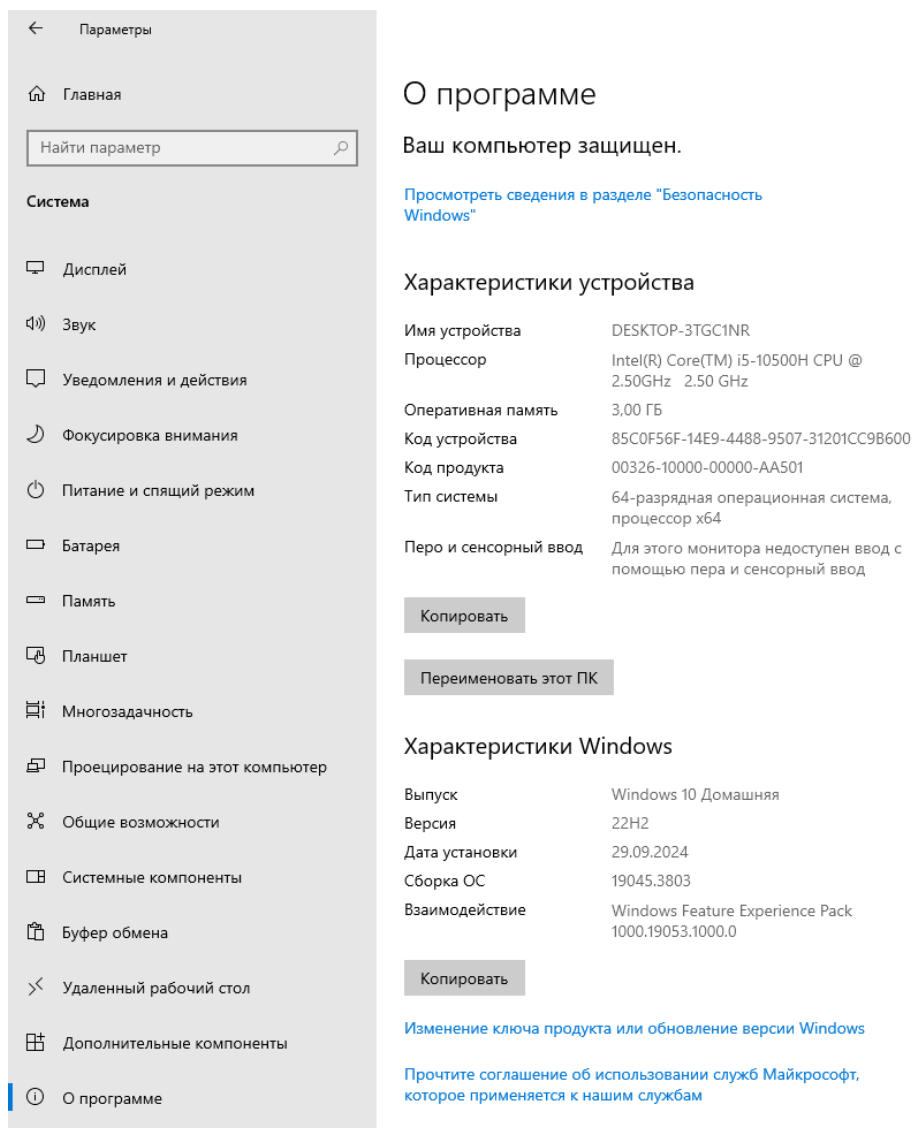 Параметры
Главная
Найти параметр
Система
Дисплей
Звук
Уведомления и действия
Фокусировка внимания
Питание и спящий режим
Батарея
Память
Планшет
Многозадачность
Проецирование на этот компьютер
Общие возможности
Системные компоненты
Буфер обмена
Удаленный рабочий стол
Дополнительные компоненты
О программе
О программе
Ваш компьютер защищен.
Просмотреть сведения в разделе "Безопасность
Windows"
Характеристики устройства
Имя устройства DESKTOP-3TGC1NR
Процессор Intel(R) Core(TM) i5-10500H CPU @
2.50GHz 2.50 GHz
Оперативная память 3,00 ГБ
Код устройства 85C0F56F-14E9-4488-9507-31201CC9B600
Код продукта 00326-10000-00000-AA501
Тип системы 64-разрядная операционная система,
процессор x64
Перо и сенсорный ввод Для этого монитора недоступен ввод с
помощью пера и сенсорный ввод
Копировать
Переименовать этот ПК
Характеристики Windows
Выпуск Windows 10 Домашняя
Версия 22H2
Дата установки 29.09.2024
Сборка ОС 19045.3803
Взаимодействие Windows Feature Experience Pack
1000.19053.1000.0
Копировать
Изменение ключа продукта или обновление версии Windows
Прочтите соглашение об использовании служб Майкрософт,
которое применяется к нашим службам